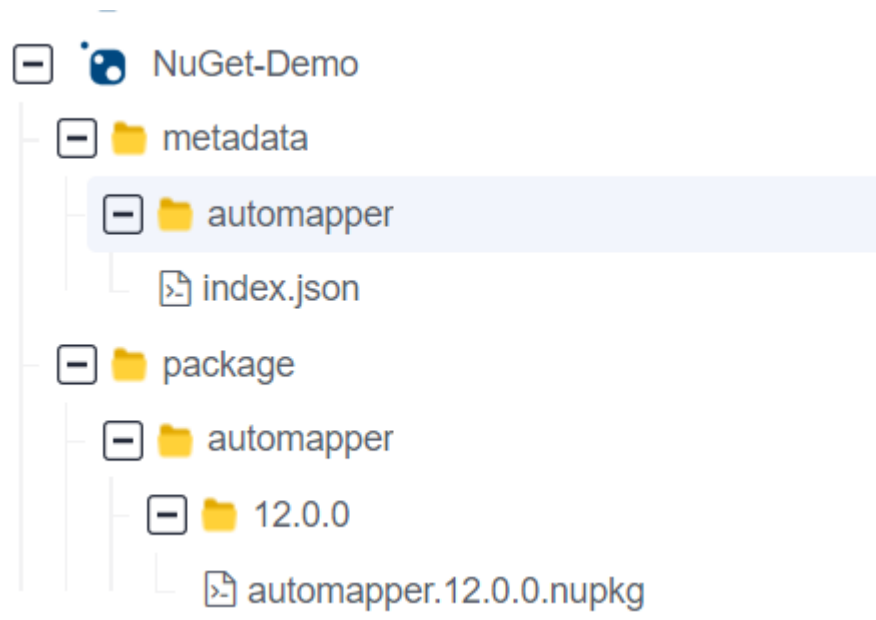 NuGet-Demo
metadata
automapper
index.json
package
automapper
12.0.0
automapper.12.0.0.nupkg